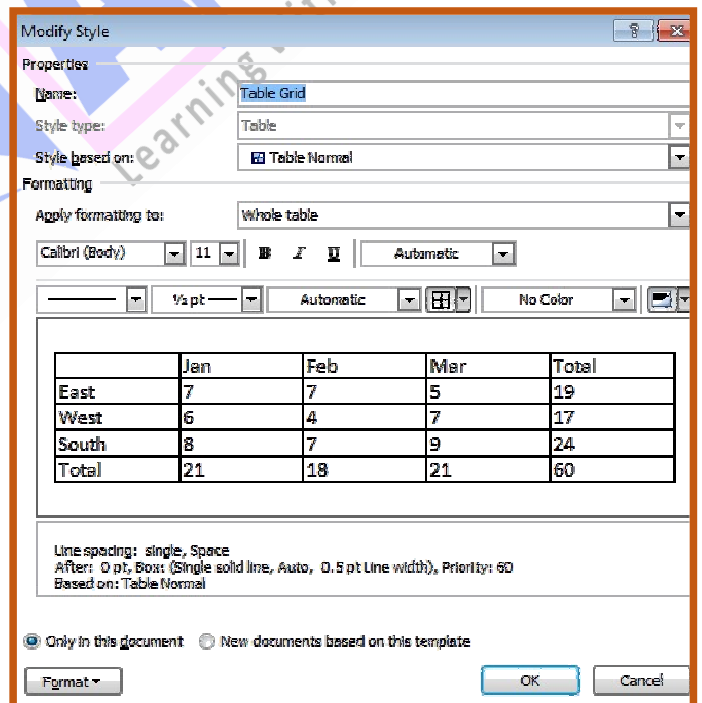 Modify Style
Properties
Name: Table Grid
Style type: Table
Style based on: Table Normal
Formatting
Apply formatting to: Whole table
Calibri (Body) 11 B I U Automatic
½ pt Automatic No Color
Jan Feb Mar Total
East 7 7 5 19
West 6 4 7 17
South 8 7 9 24
Total 21 18 21 60
Line spacing: single, Space
After: 0 pt, Box: (Single solid line, Auto, 0.5 pt Line width), Priority: 60
Based on: Table Normal
Only in this document New documents based on this template
Format OK Cancel
Learning